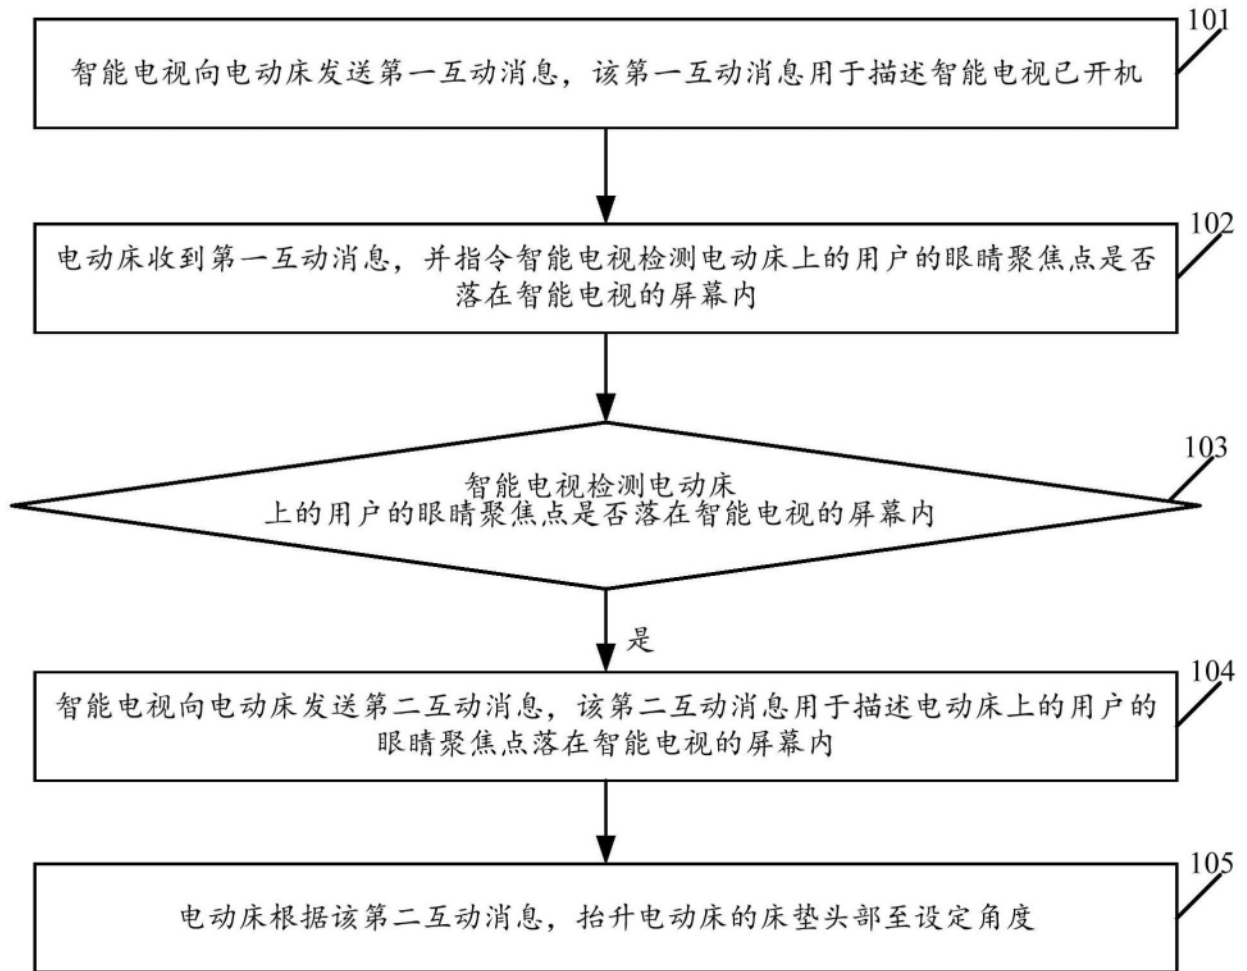 101
智能电视向电动床发送第一互动消息，该第一互动消息用于描述智能电视已开机
102
电动床收到第一互动消息，并指令智能电视检测电动床上的用户的眼睛聚焦点是否
落在智能电视的屏幕内
103
智能电视检测电动床
上的用户的眼睛聚焦点是否落在智能电视的屏幕内
是
104
智能电视向电动床发送第二互动消息，该第二互动消息用于描述电动床上的用户的
眼睛聚焦点落在智能电视的屏幕内
105
电动床根据该第二互动消息，抬升电动床的床垫头部至设定角度